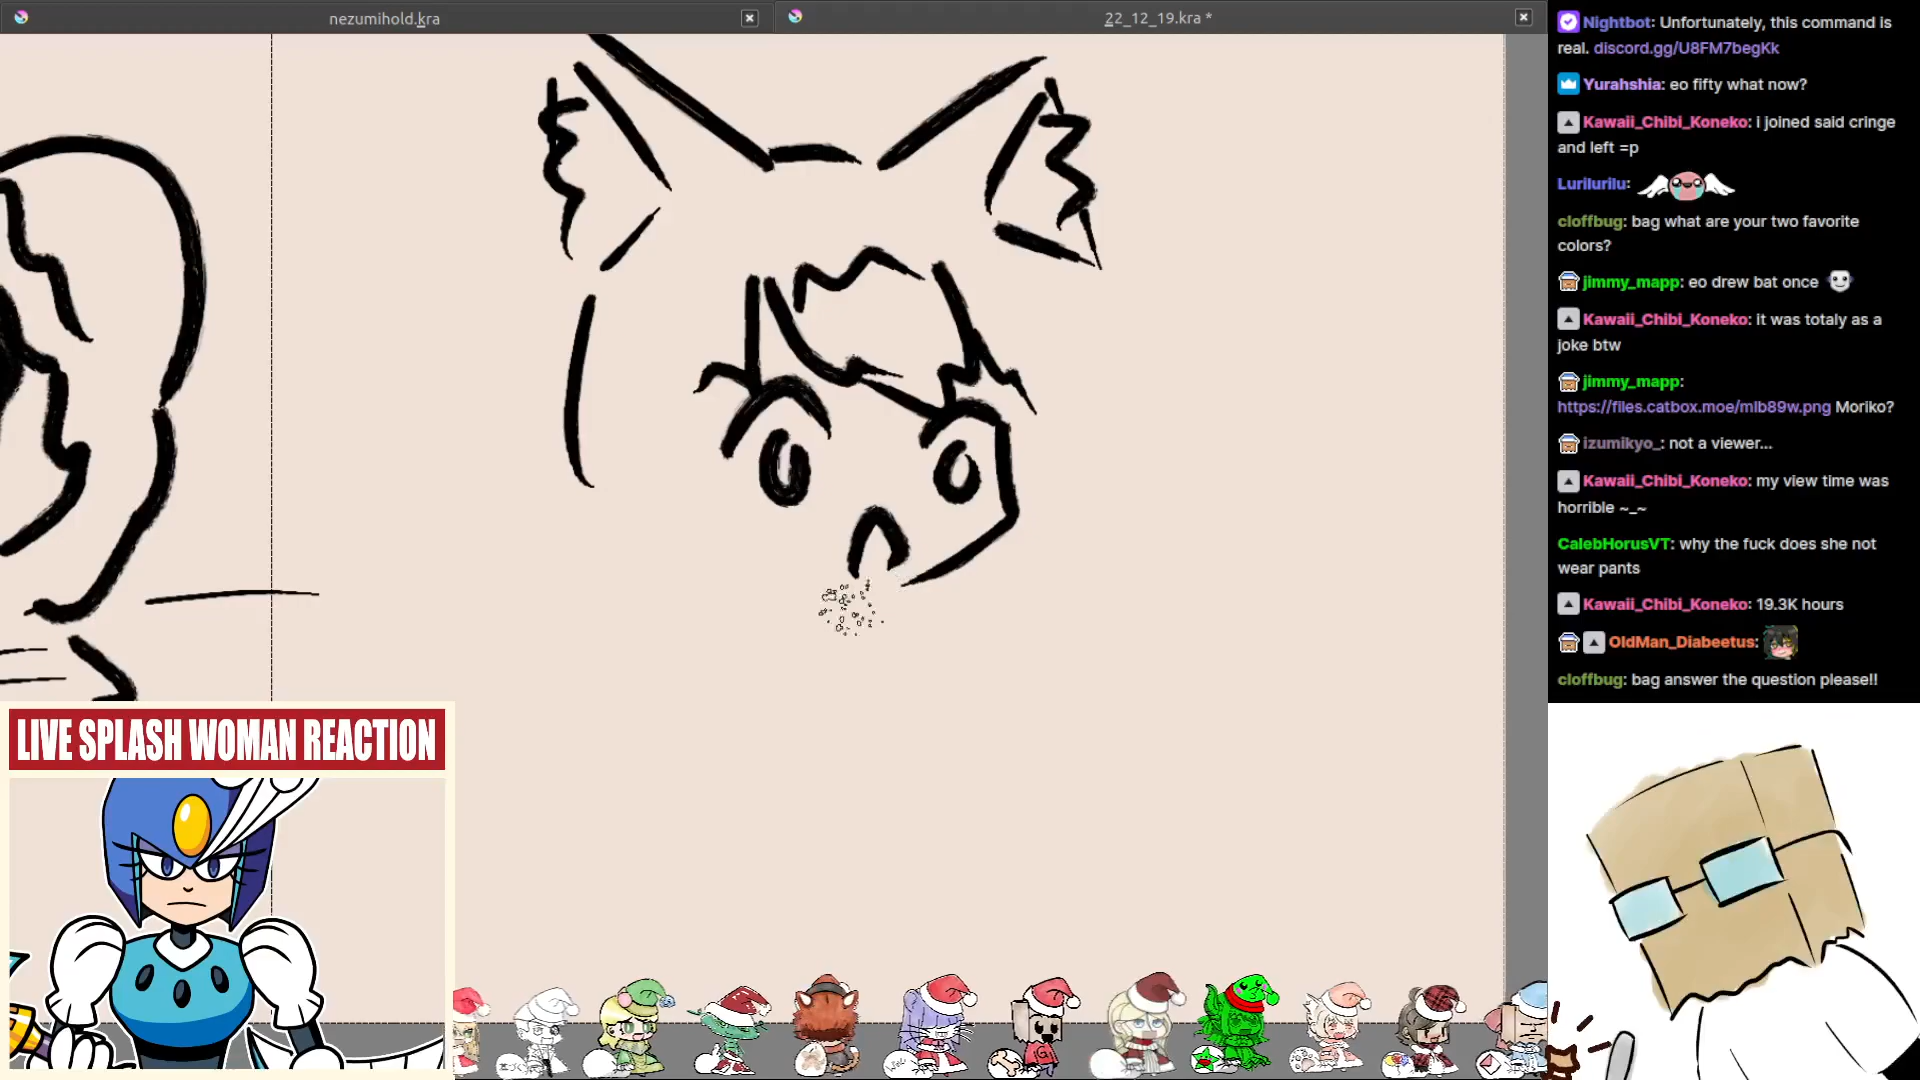 nezumihold.kra
22_12_19.kra *
Nightbot: Unfortunately, this command is
real. discord.gg/U8FM7begKk
Yurahshia: eo fifty what now?
Kawaii_Chibi_Koneko: i joined said cringe
and left =p
Lurilurilu:
cloffbug: bag what are your two favorite
colors?
jimmy_mapp: eo drew bat once
Kawaii_Chibi_Koneko: it was totaly as a
joke btw
jimmy_mapp:
https://files.catbox.moe/mlb89w.png Moriko?
izumikyo_: not a viewer...
Kawaii_Chibi_Koneko: my view time was
horrible ~_~
CalebHorusVT: why the fuck does she not
wear pants
Kawaii_Chibi_Koneko: 19.3K hours
OldMan_Diabeetus:
cloffbug: bag answer the question please!!
LIVE SPLASH WOMAN REACTION